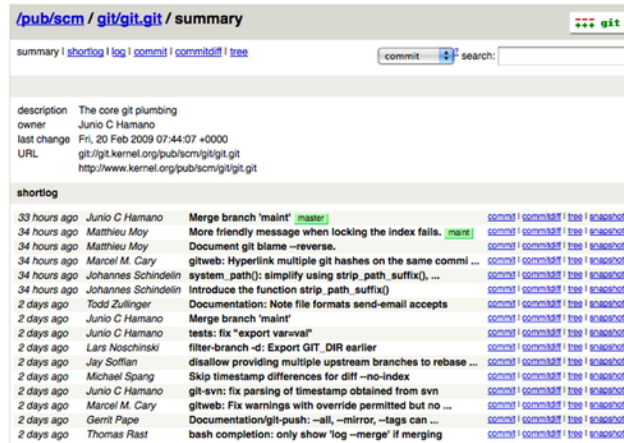 /pub/scm / git/git.git / summary
git
summary | shortlog | log | commit | commitdiff | tree
commit ? search:
description The core git plumbing
owner Junio C Hamano
last change Fri, 20 Feb 2009 07:44:07 +0000
URL git://git.kernel.org/pub/scm/git/git.git
http://www.kernel.org/pub/scm/git/git.git
shortlog
33 hours ago Junio C Hamano Merge branch 'maint' master commit | commitdiff | tree | snapshot
34 hours ago Matthieu Moy More friendly message when locking the index fails. maint commit | commitdiff | tree | snapshot
34 hours ago Matthieu Moy Document git blame --reverse. commit | commitdiff | tree | snapshot
34 hours ago Marcel M. Cary gitweb: Hyperlink multiple git hashes on the same commi ... commit | commitdiff | tree | snapshot
34 hours ago Johannes Schindelin system_path(): simplify using strip_path_suffix(), ... commit | commitdiff | tree | snapshot
34 hours ago Johannes Schindelin Introduce the function strip_path_suffix() commit | commitdiff | tree | snapshot
2 days ago Todd Zullinger Documentation: Note file formats send-email accepts commit | commitdiff | tree | snapshot
2 days ago Junio C Hamano Merge branch 'maint' commit | commitdiff | tree | snapshot
2 days ago Junio C Hamano tests: fix "export var=val" commit | commitdiff | tree | snapshot
2 days ago Lars Noschinski filter-branch -d: Export GIT_DIR earlier commit | commitdiff | tree | snapshot
2 days ago Jay Soffian disallow providing multiple upstream branches to rebase ... commit | commitdiff | tree | snapshot
2 days ago Michael Spang Skip timestamp differences for diff --no-index commit | commitdiff | tree | snapshot
2 days ago Junio C Hamano git-svn: fix parsing of timestamp obtained from svn commit | commitdiff | tree | snapshot
2 days ago Marcel M. Cary gitweb: Fix warnings with override permitted but no ... commit | commitdiff | tree | snapshot
2 days ago Gerrit Pape Documentation/git-push: --all, --mirror, --tags can ... commit | commitdiff | tree | snapshot
2 days ago Thomas Rast bash completion: only show 'log --merge' if merging commit | commitdiff | tree | snapshot